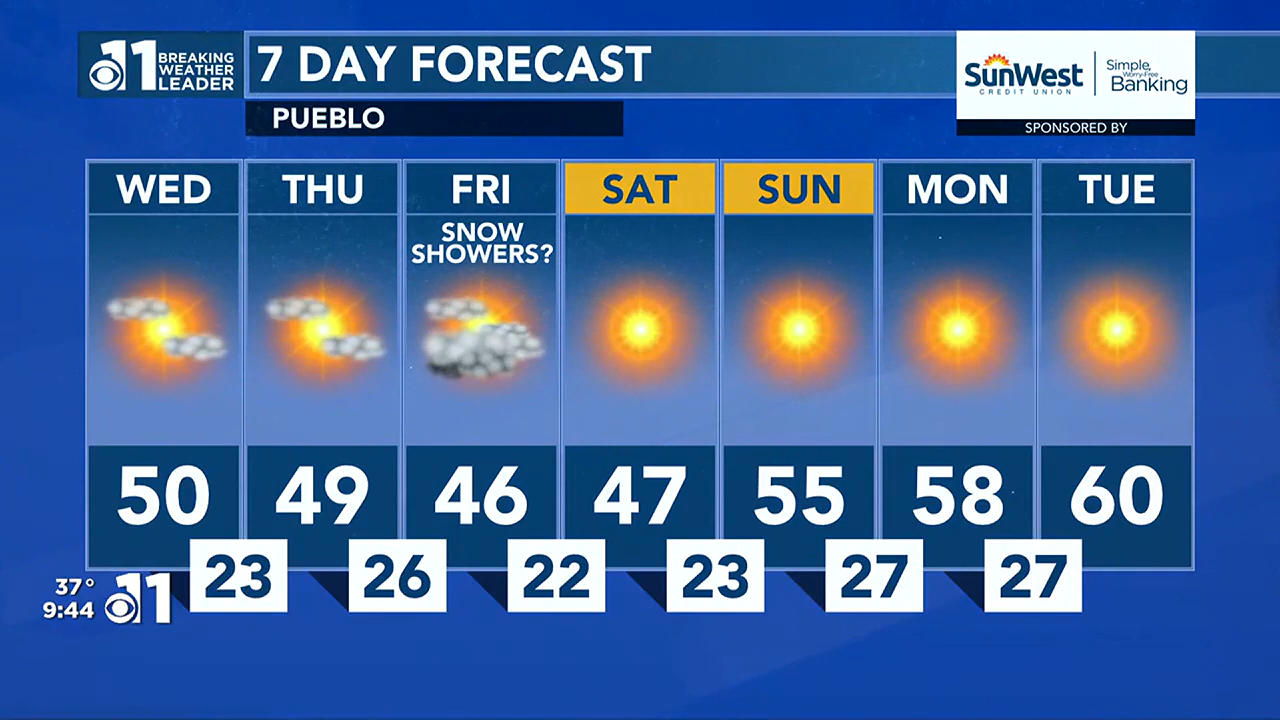 11 BREAKING
WEATHER
LEADER
7 DAY FORECAST
PUEBLO
SunWest
CREDIT UNION
Simple,
Worry-Free
Banking
SPONSORED BY
WED THU FRI SAT SUN MON TUE
SNOW
SHOWERS?
50 49 46 47 55 58 60
23 26 22 23 27 27
37°
9:44 11